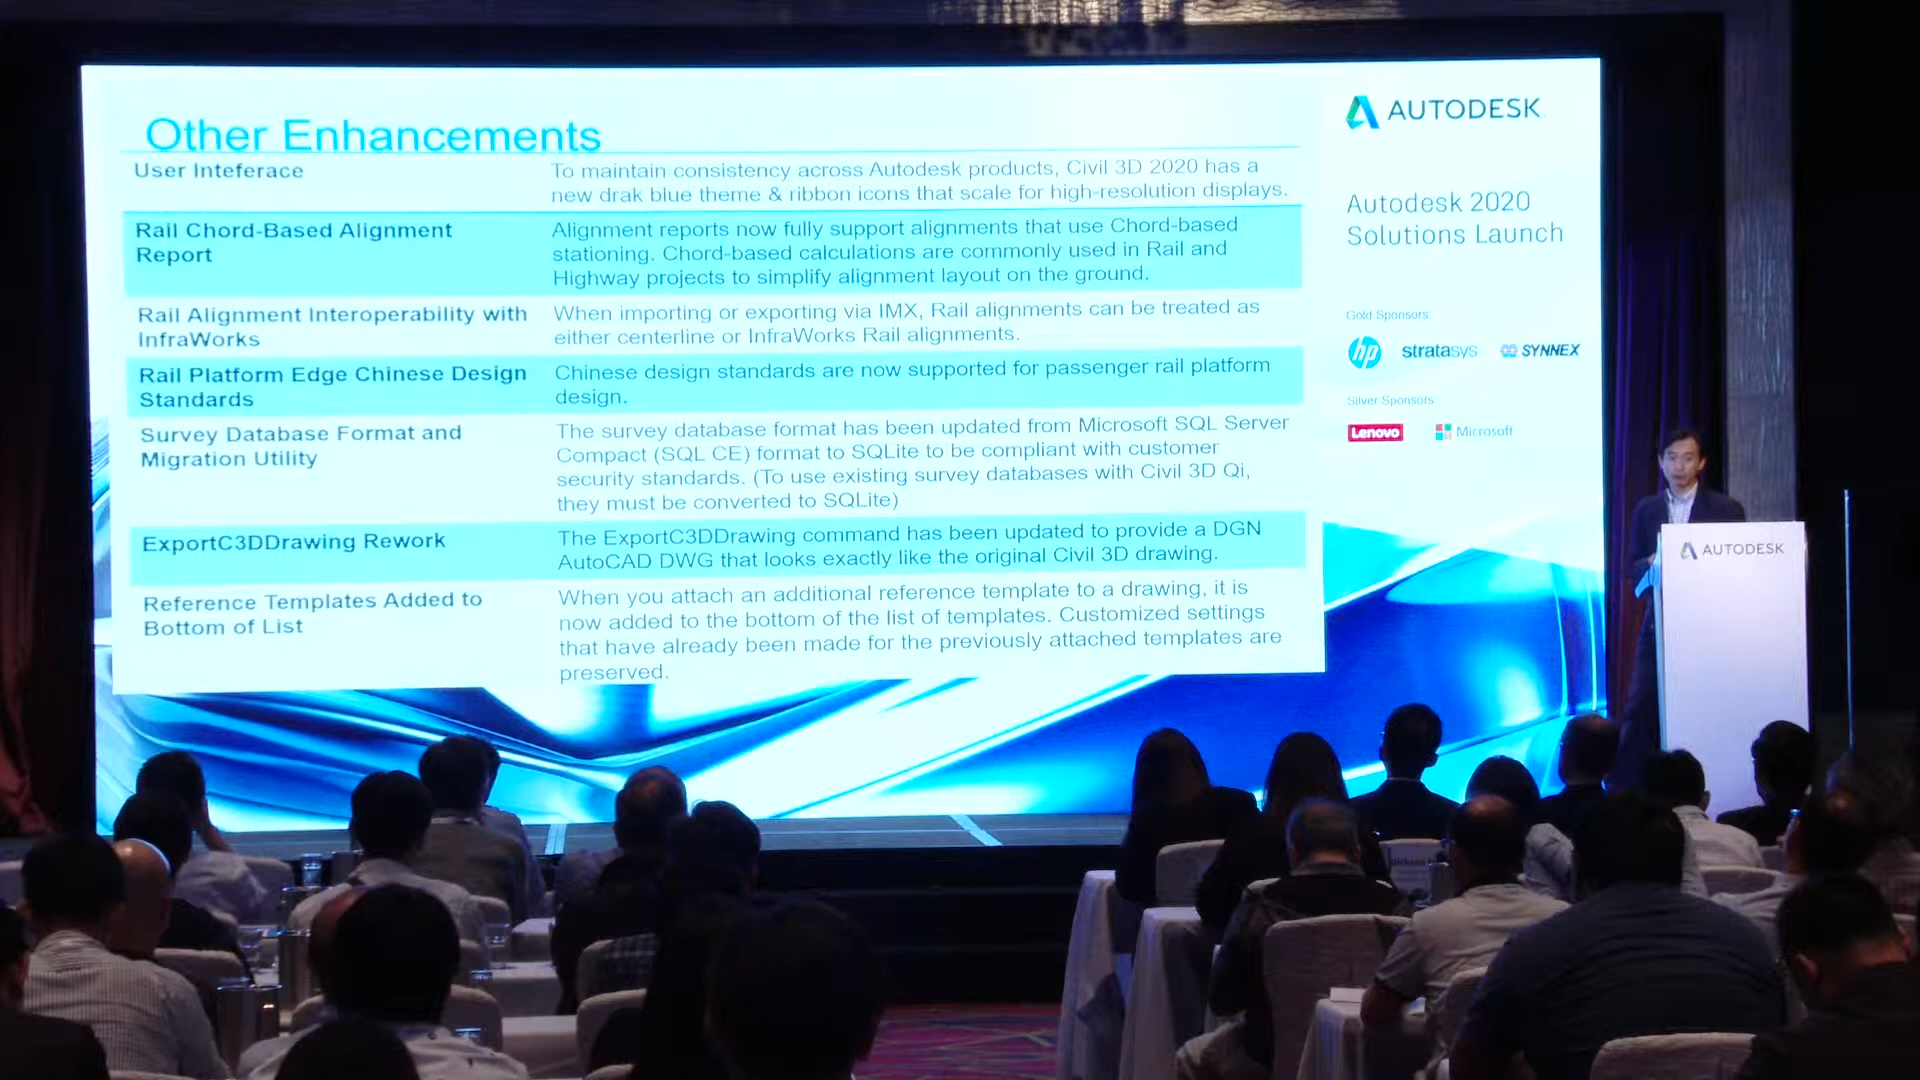 Other Enhancements
User Inteferace
To maintain consistency across Autodesk products, Civil 3D 2020 has a
new drak blue theme & ribbon icons that scale for high-resolution displays.
Rail Chord-Based Alignment
Report
Alignment reports now fully support alignments that use Chord-based
stationing. Chord-based calculations are commonly used in Rail and
Highway projects to simplify alignment layout on the ground.
Rail Alignment Interoperability with
InfraWorks
When importing or exporting via IMX, Rail alignments can be treated as
either centerline or InfraWorks Rail alignments.
Rail Platform Edge Chinese Design
Standards
Chinese design standards are now supported for passenger rail platform
design.
Survey Database Format and
Migration Utility
The survey database format has been updated from Microsoft SQL Server
Compact (SQL CE) format to SQLite to be compliant with customer
security standards. (To use existing survey databases with Civil 3D Qi,
they must be converted to SQLite)
ExportC3DDrawing Rework
The ExportC3DDrawing command has been updated to provide a DGN
AutoCAD DWG that looks exactly like the original Civil 3D drawing.
Reference Templates Added to
Bottom of List
When you attach an additional reference template to a drawing, it is
now added to the bottom of the list of templates. Customized settings
that have already been made for the previously attached templates are
preserved.
AUTODESK
Autodesk 2020
Solutions Launch
Gold Sponsors
hp stratasys SYNNEX
Silver Sponsors
Lenovo Microsoft
AUTODESK